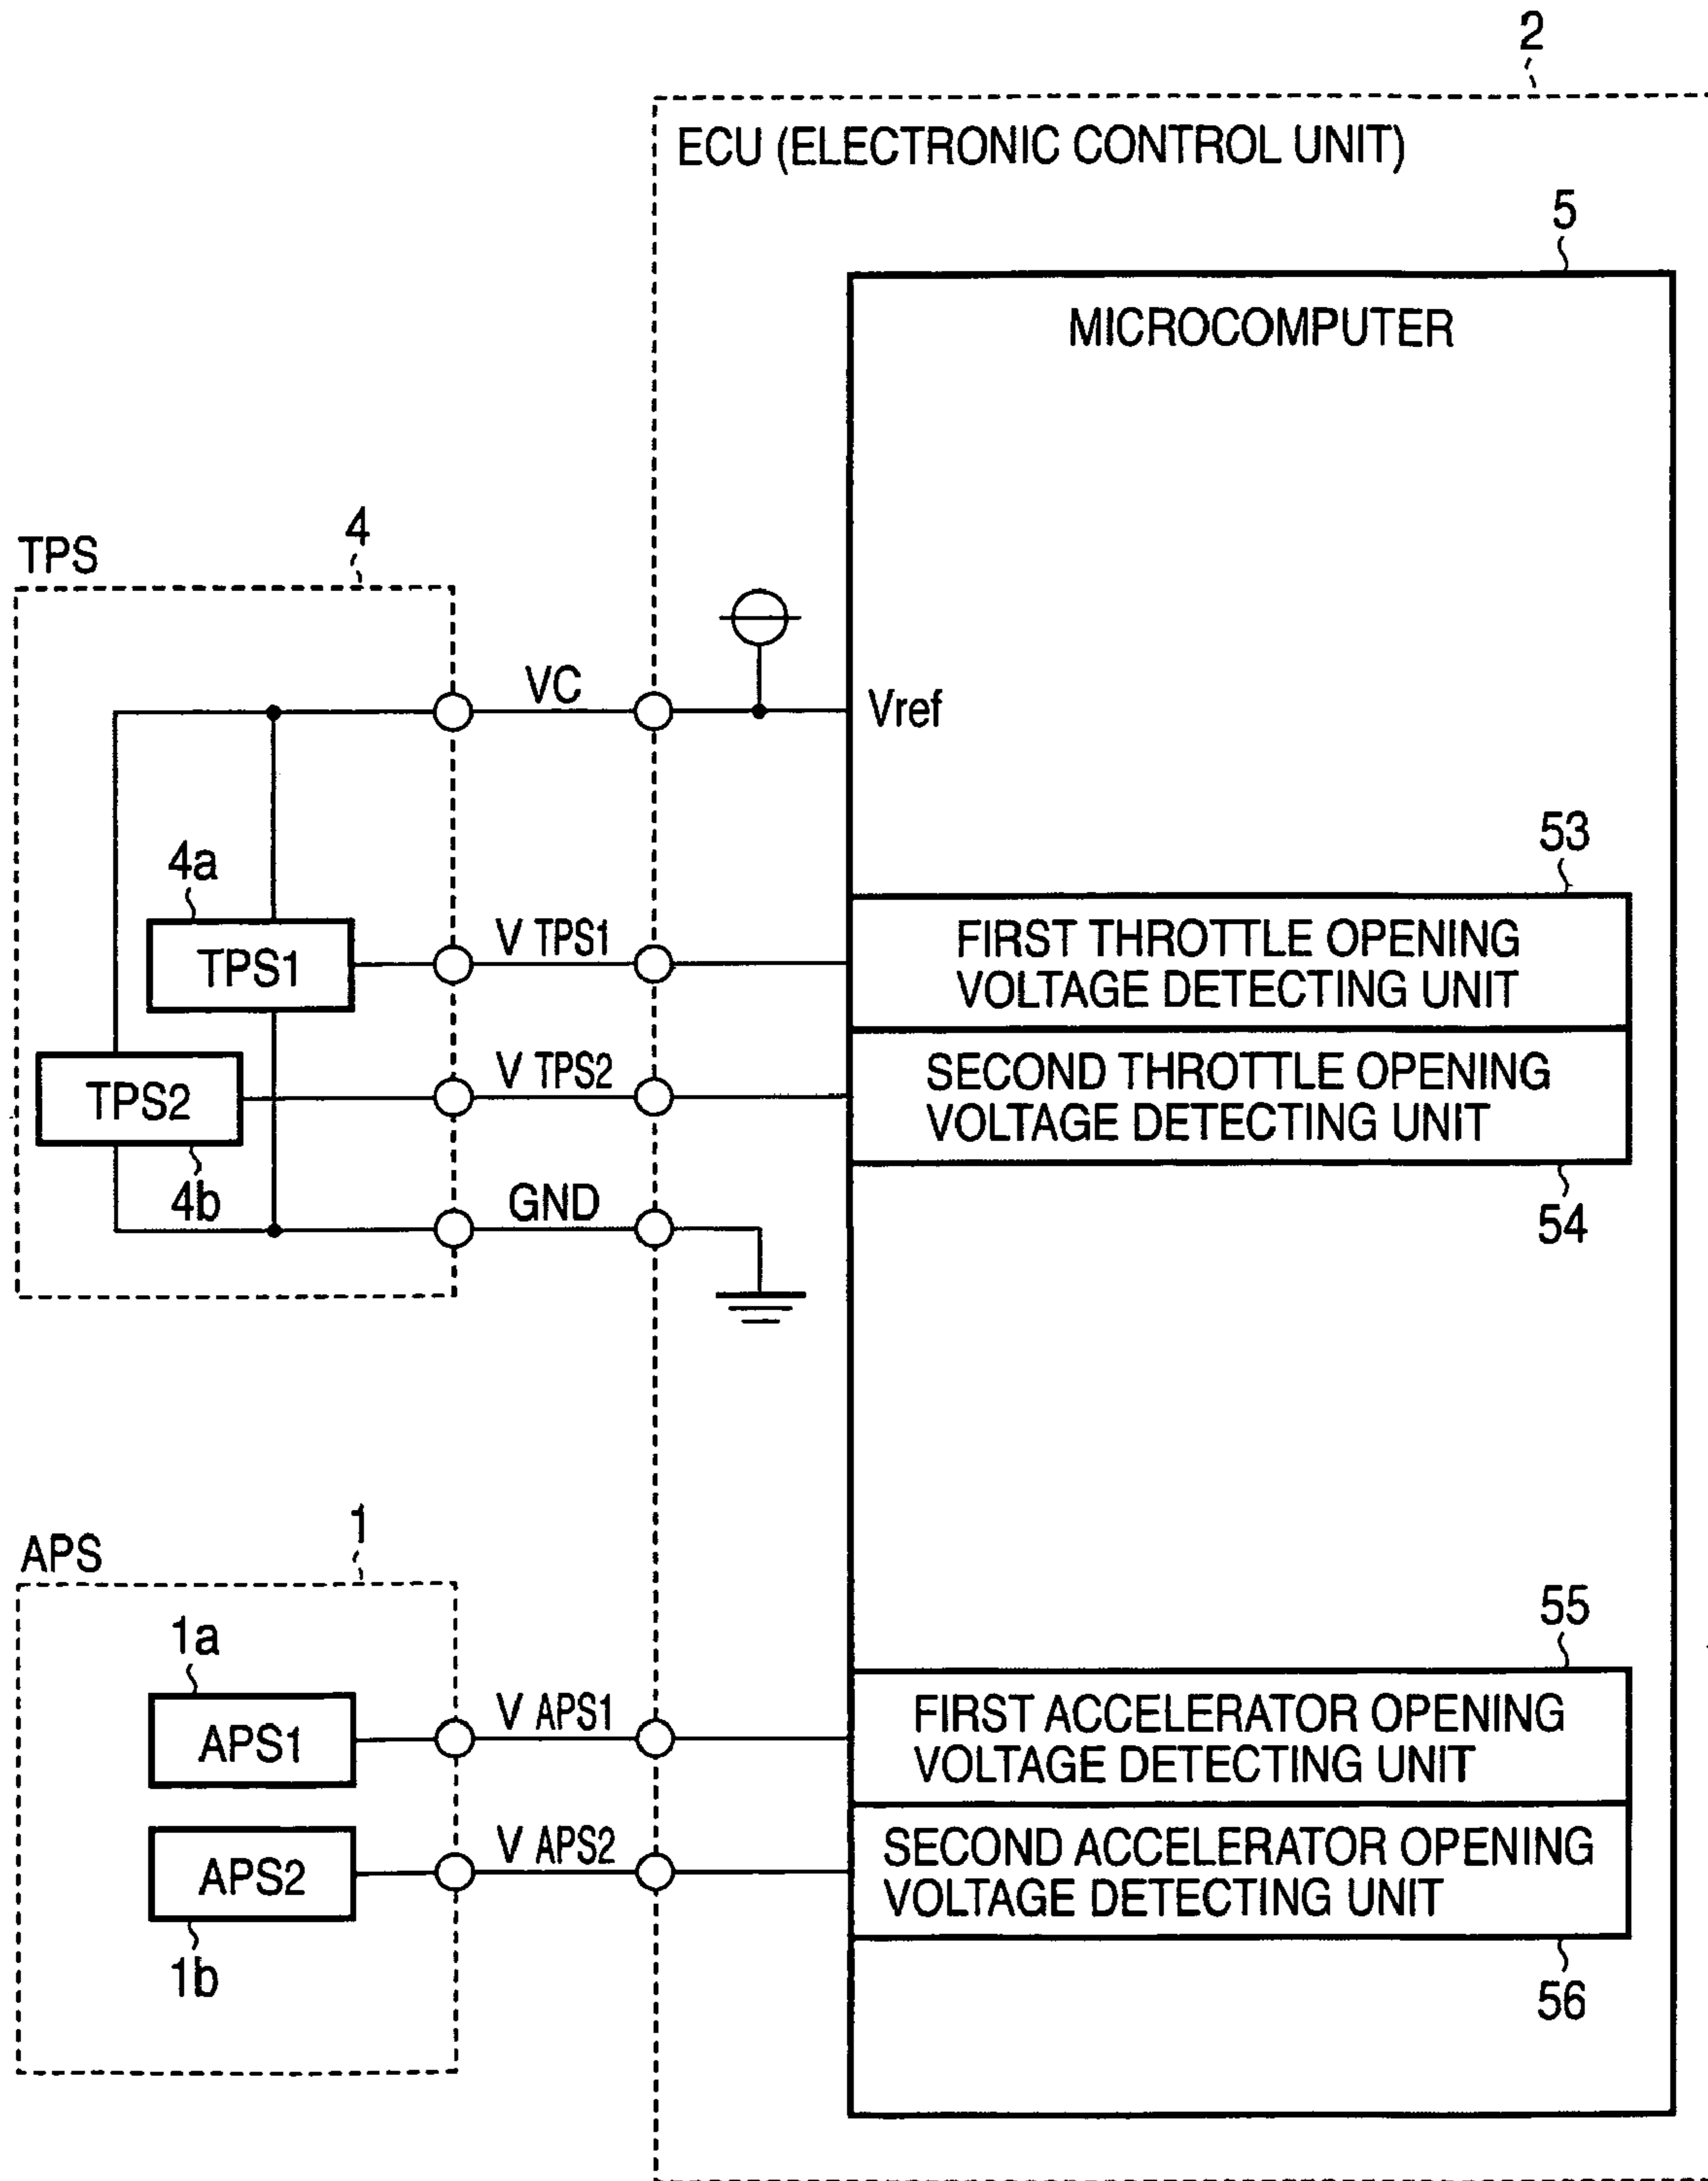 2
ECU (ELECTRONIC CONTROL UNIT)
5
MICROCOMPUTER
TPS
4
VC
Vref
4a
TPS1
V TPS1
53
FIRST THROTTLE OPENING
VOLTAGE DETECTING UNIT
TPS2
4b
V TPS2
SECOND THROTTLE OPENING
VOLTAGE DETECTING UNIT
54
GND
APS
1
1a
APS1
V APS1
55
FIRST ACCELERATOR OPENING
VOLTAGE DETECTING UNIT
APS2
1b
V APS2
SECOND ACCELERATOR OPENING
VOLTAGE DETECTING UNIT
56